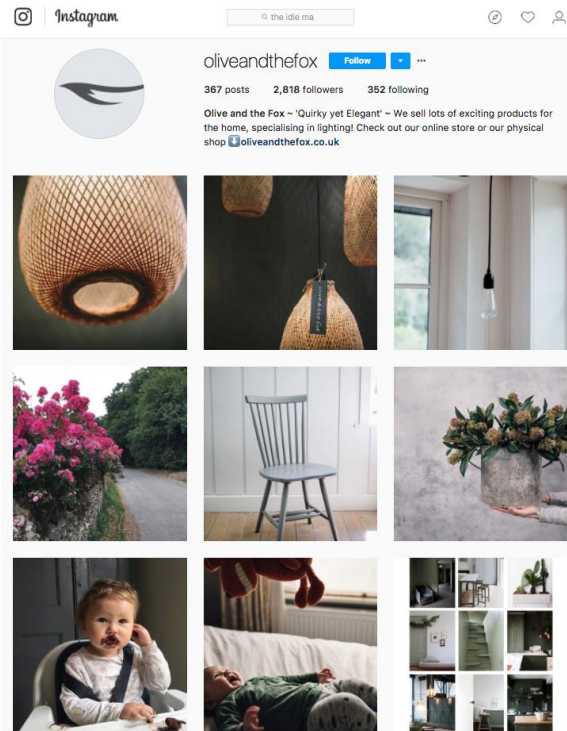 Instagram
the idle ma
oliveandthefox Follow
367 posts 2,818 followers 352 following
Olive and the Fox ~ 'Quirky yet Elegant' ~ We sell lots of exciting products for
the home, specialising in lighting! Check out our online store or our physical
shop ⬇️oliveandthefox.co.uk